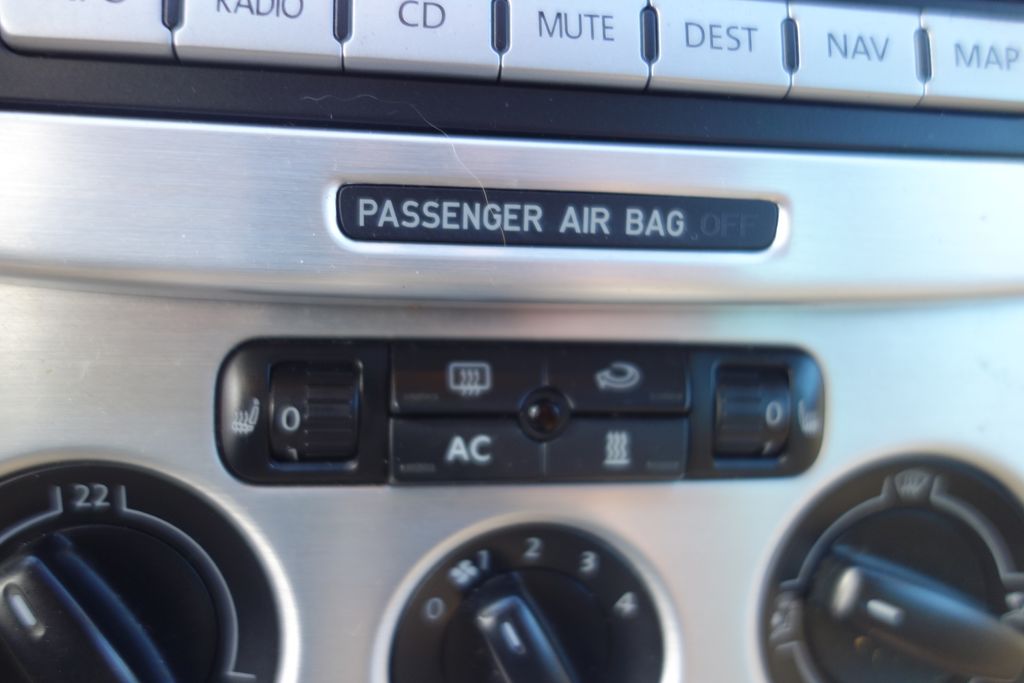 RADIO CD MUTE DEST NAV MAP
PASSENGER AIR BAG OFF
0 0
AC
22
1 2 3
0 4